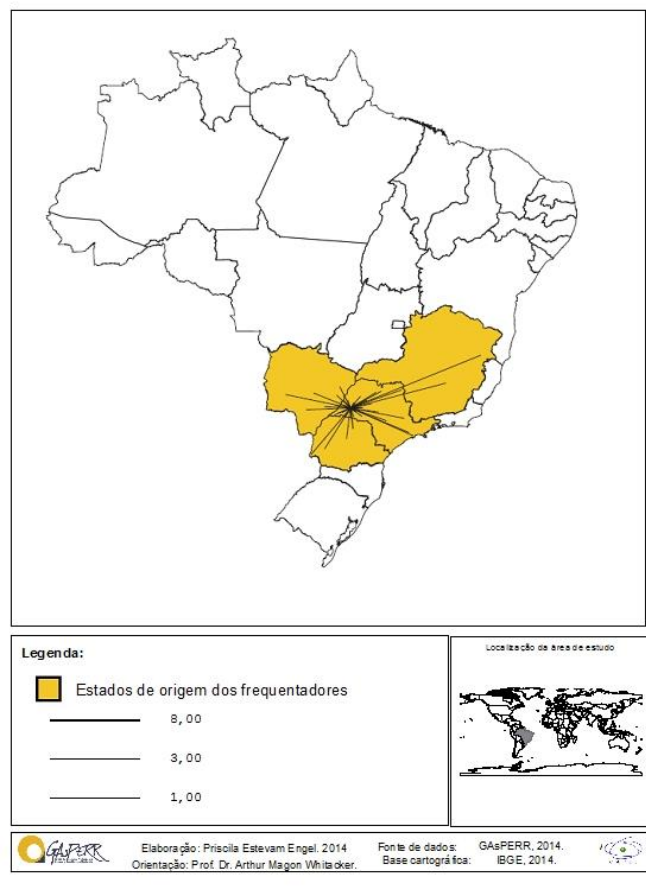 Legenda:
Estados de origem dos frequentadores
8,00
3,00
1,00
Localização da área de estudo
GAsPERR
Elaboração: Priscila Estevam Engel. 2014
Orientação: Prof. Dr. Arthur Magon Whitacker.
Fonte de dados: GAsPERR, 2014.
Base cartográfica: IBGE, 2014.